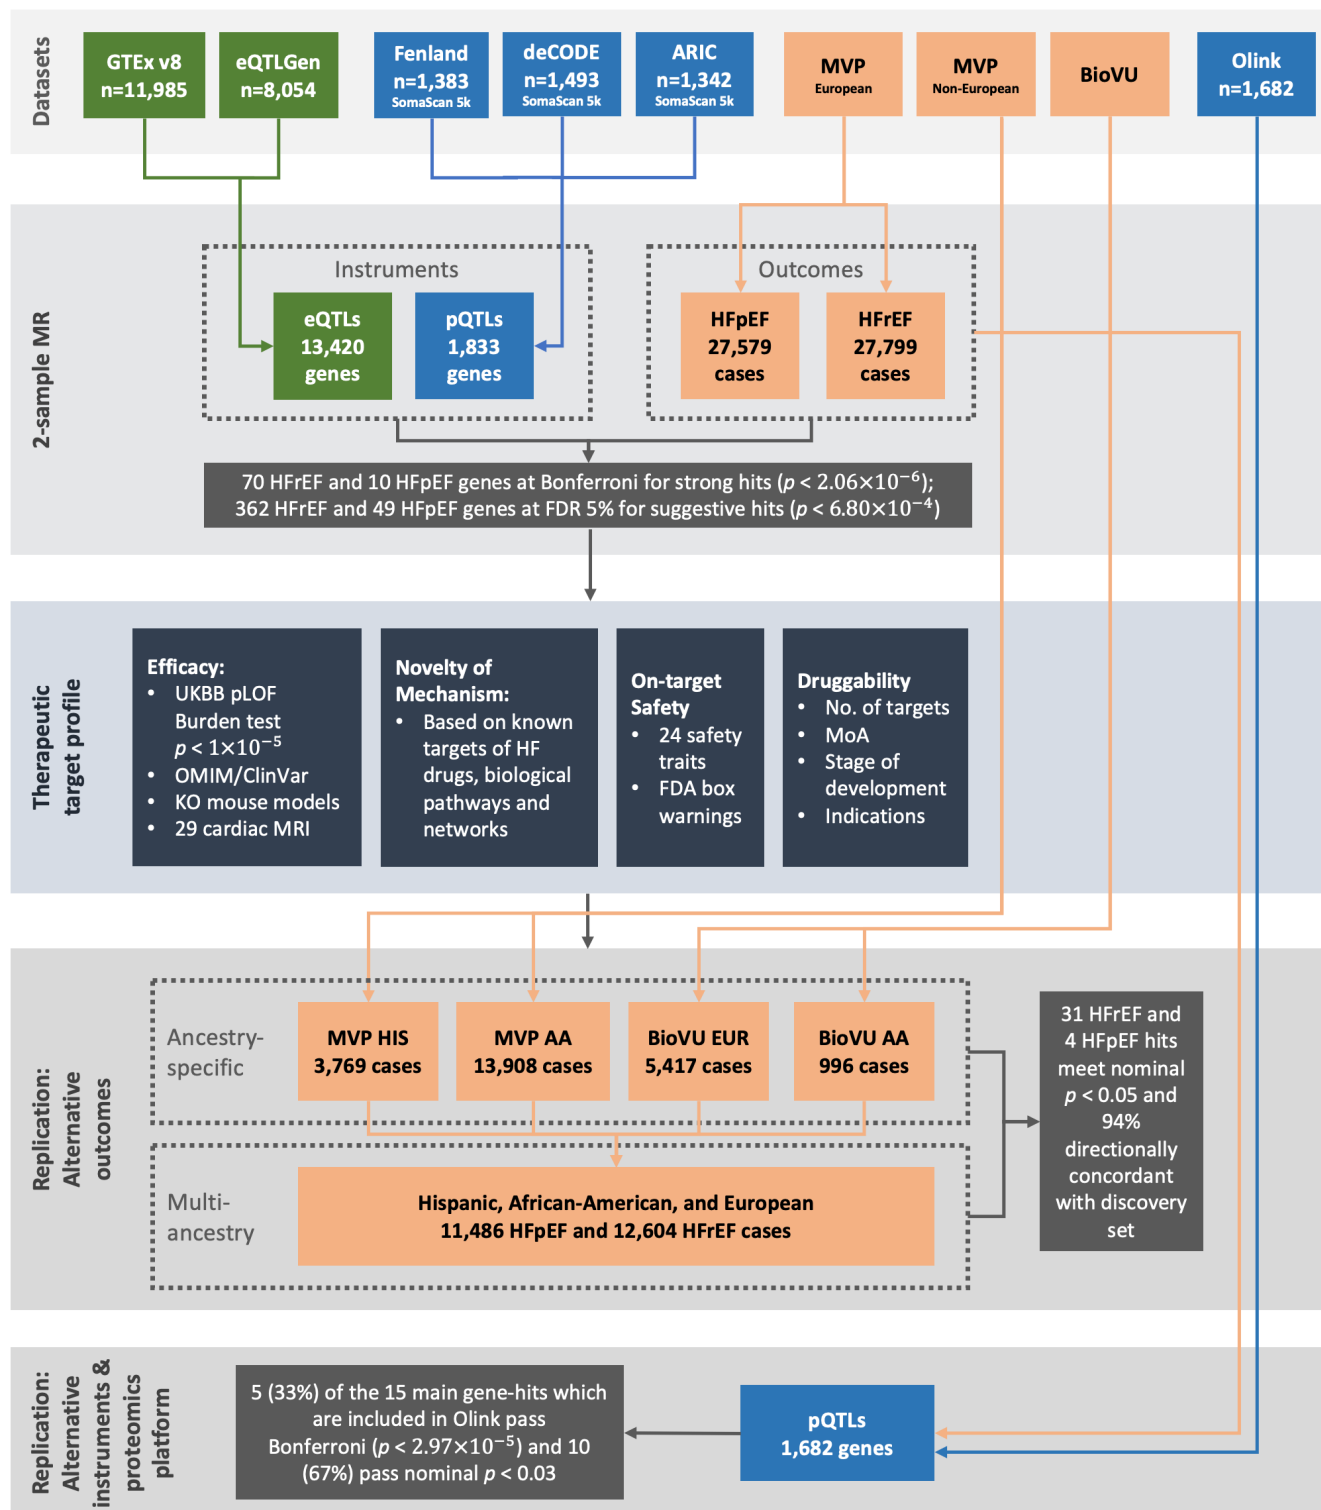 Datasets
GTEx v8
n=11,985
eQTLGen
n=8,054
Fenland
n=1,383
SomaScan 5k
deCODE
n=1,493
SomaScan 5k
ARIC
n=1,342
SomaScan 5k
MVP
European
MVP
Non-European
BioVU
Olink
n=1,682
2-sample MR
Instruments
eQTLs
13,420
genes
pQTLs
1,833
genes
Outcomes
HFpEF
27,579
cases
HFrEF
27,799
cases
70 HFrEF and 10 HFpEF genes at Bonferroni for strong hits (p < 2.06×10⁻⁶);
362 HFrEF and 49 HFpEF genes at FDR 5% for suggestive hits (p < 6.80×10⁻⁴)
Therapeutic
target profile
Efficacy:
• UKBB pLOF
Burden test
p < 1×10⁻⁵
• OMIM/ClinVar
• KO mouse models
• 29 cardiac MRI
Novelty of
Mechanism:
• Based on known
targets of HF
drugs, biological
pathways and
networks
On-target
Safety
• 24 safety
traits
• FDA box
warnings
Druggability
• No. of targets
• MoA
• Stage of
development
• Indications
Replication:
Alternative
outcomes
Ancestry-
specific
MVP HIS
3,769 cases
MVP AA
13,908 cases
BioVU EUR
5,417 cases
BioVU AA
996 cases
Multi-
ancestry
Hispanic, African-American, and European
11,486 HFpEF and 12,604 HFrEF cases
31 HFrEF and
4 HFpEF hits
meet nominal
p < 0.05 and
94%
directionally
concordant
with discovery
set
Replication:
Alternative
instruments &
proteomics
platform
5 (33%) of the 15 main gene-hits which
are included in Olink pass
Bonferroni (p < 2.97×10⁻⁵) and 10
(67%) pass nominal p < 0.03
pQTLs
1,682 genes